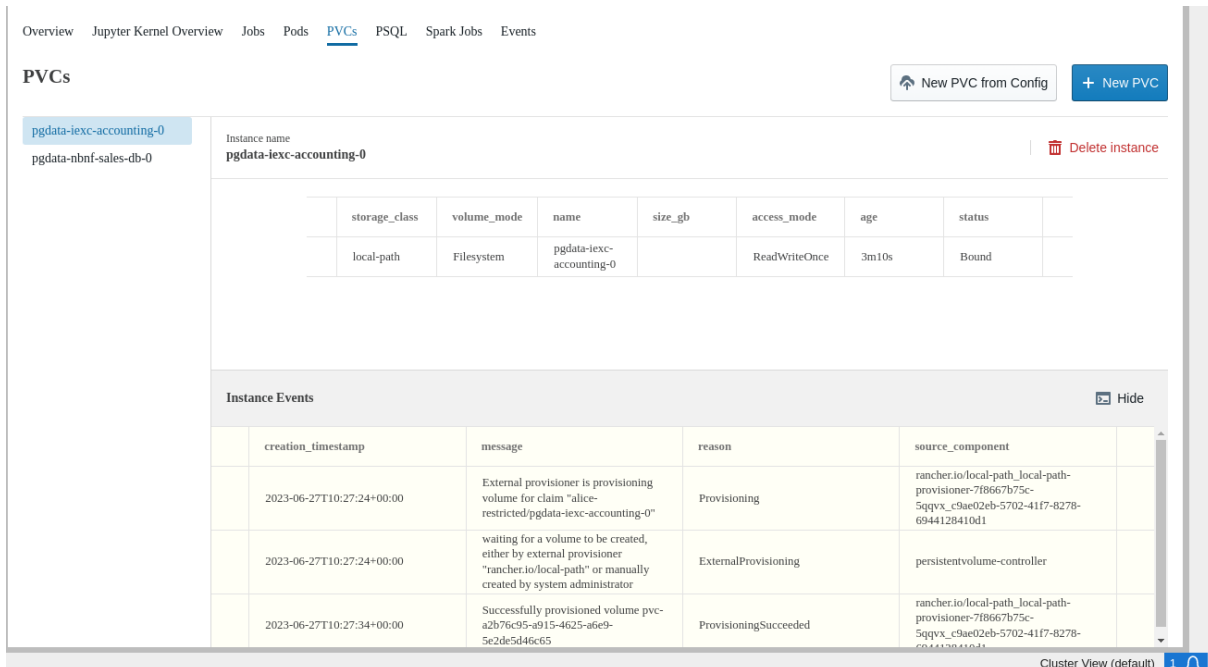 Overview Jupyter Kernel Overview Jobs Pods PVCs PSQL Spark Jobs Events
PVCs
New PVC from Config
+ New PVC
pgdata-iexc-accounting-0
pgdata-nbnf-sales-db-0
Instance name
pgdata-iexc-accounting-0
Delete instance
storage_class volume_mode name size_gb access_mode age status
local-path Filesystem pgdata-iexc-
accounting-0 ReadWriteOnce 3m10s Bound
Instance Events
Hide
creation_timestamp message reason source_component
2023-06-27T10:27:24+00:00
External provisioner is provisioning
volume for claim "alice-
restricted/pgdata-iexc-accounting-0"
Provisioning
rancher.io/local-path_local-path-
provisioner-7f8667b75c-
5qqvx_c9ae02eb-5702-41f7-8278-
6944128410d1
2023-06-27T10:27:24+00:00
waiting for a volume to be created,
either by external provisioner
"rancher.io/local-path" or manually
created by system administrator
ExternalProvisioning
persistentvolume-controller
2023-06-27T10:27:34+00:00
Successfully provisioned volume pvc-
a2b76c95-a915-4625-a6e9-
5e2de5d46c65
ProvisioningSucceeded
rancher.io/local-path_local-path-
provisioner-7f8667b75c-
5qqvx_c9ae02eb-5702-41f7-8278-
6944128410d1
Cluster View (default) 1